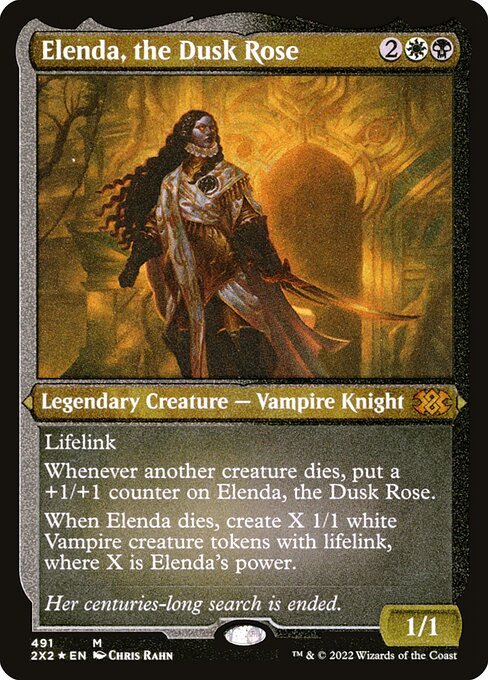 Elenda, the Dusk Rose 2
Legendary Creature — Vampire Knight
Lifelink
Whenever another creature dies, put a
+1/+1 counter on Elenda, the Dusk Rose.
When Elenda dies, create X 1/1 white
Vampire creature tokens with lifelink,
where X is Elenda's power.
Her centuries-long search is ended.
1/1
491 M
2X2 ★ EN Chris Rahn
™ & © 2022 Wizards of the Coast